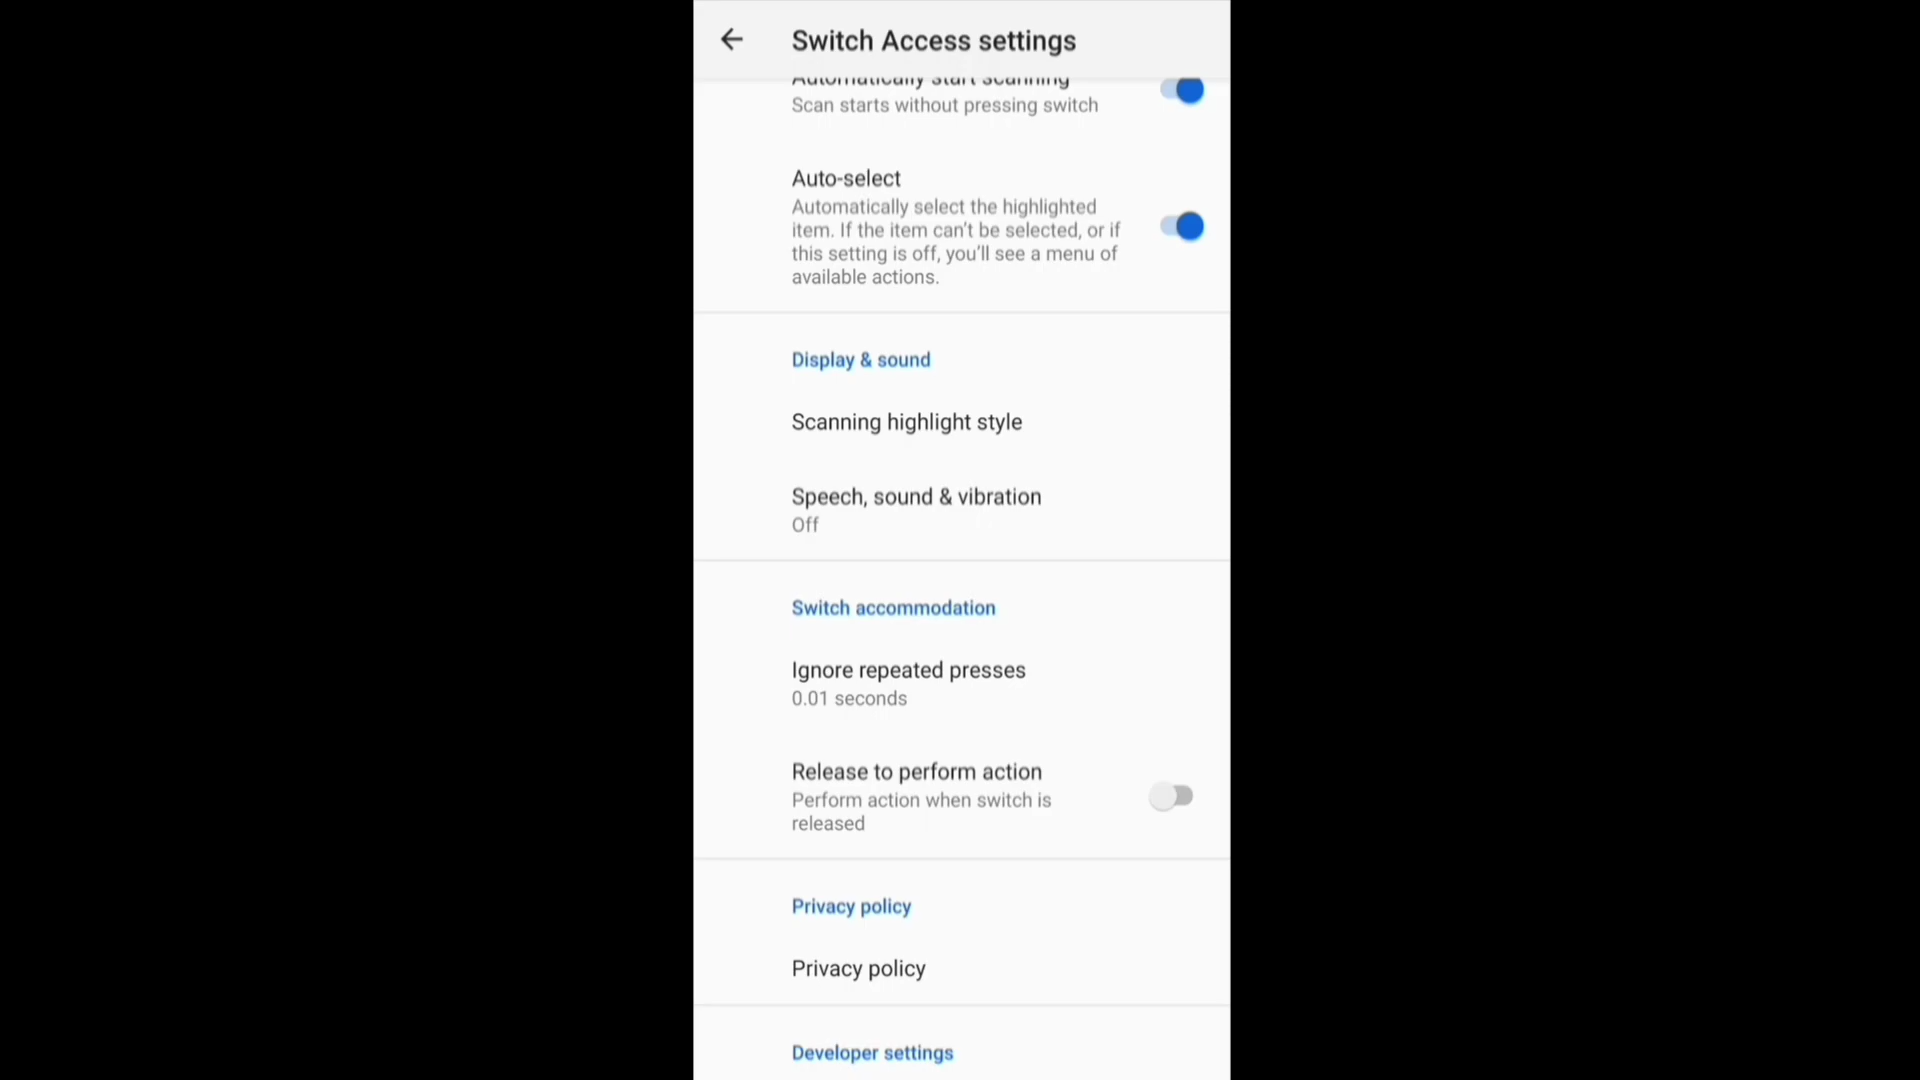 Switch Access settings
Automatically start scanning
Scan starts without pressing switch
Auto-select
Automatically select the highlighted
item. If the item can't be selected, or if
this setting is off, you'll see a menu of
available actions.
Display & sound
Scanning highlight style
Speech, sound & vibration
Off
Switch accommodation
Ignore repeated presses
0.01 seconds
Release to perform action
Perform action when switch is
released
Privacy policy
Privacy policy
Developer settings